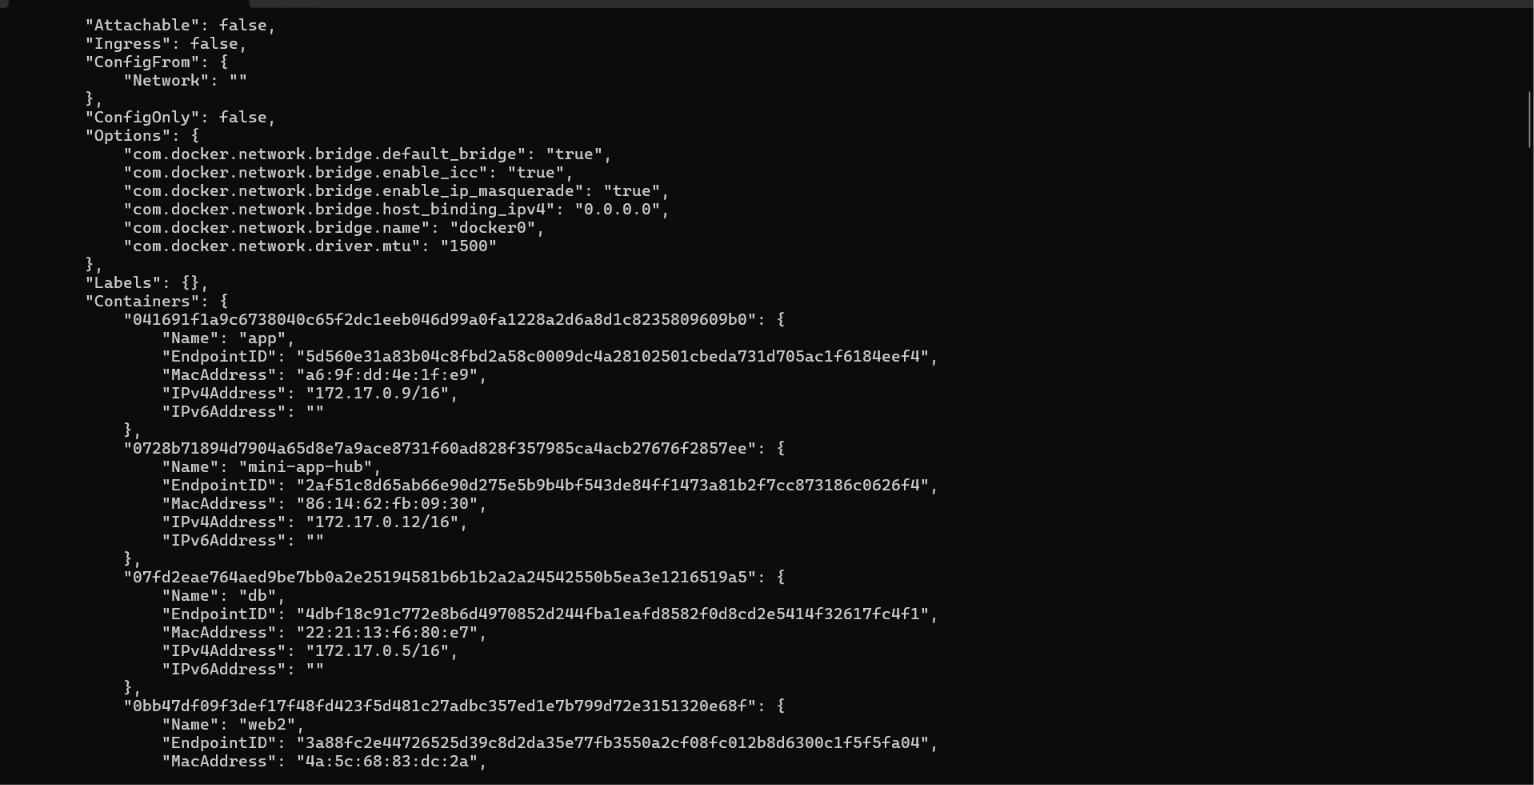 "Attachable": false,
"Ingress": false,
"ConfigFrom": {
"Network": ""
},
"ConfigOnly": false,
"Options": {
"com.docker.network.bridge.default_bridge": "true",
"com.docker.network.bridge.enable_icc": "true",
"com.docker.network.bridge.enable_ip_masquerade": "true",
"com.docker.network.bridge.host_binding_ipv4": "0.0.0.0",
"com.docker.network.bridge.name": "docker0",
"com.docker.network.driver.mtu": "1500"
},
"Labels": {},
"Containers": {
"041691f1a9c6738040c65f2dc1eeb046d99a0fa1228a2d6a8d1c8235809609b0": {
"Name": "app",
"EndpointID": "5d560e31a83b04c8fbd2a58c0009dc4a28102501cbeda731d705ac1f6184eef4",
"MacAddress": "a6:9f:dd:4e:1f:e9",
"IPv4Address": "172.17.0.9/16",
"IPv6Address": ""
},
"0728b71894d7904a65d8e7a9ace8731f60ad828f357985ca4acb27676f2857ee": {
"Name": "mini-app-hub",
"EndpointID": "2af51c8d65ab66e90d275e5b9b4bf543de84ff1473a81b2f7cc873186c0626f4",
"MacAddress": "86:14:62:fb:09:30",
"IPv4Address": "172.17.0.12/16",
"IPv6Address": ""
},
"07fd2eae764aed9be7bb0a2e25194581b6b1b2a2a24542550b5ea3e1216519a5": {
"Name": "db",
"EndpointID": "4dbf18c91c772e8b6d4970852d244fba1eafd8582f0d8cd2e5414f32617fc4f1",
"MacAddress": "22:21:13:f6:80:e7",
"IPv4Address": "172.17.0.5/16",
"IPv6Address": ""
},
"0bb47df09f3def17f48fd423f5d481c27adbc357ed1e7b799d72e3151320e68f": {
"Name": "web2",
"EndpointID": "3a88fc2e44726525d39c8d2da35e77fb3550a2cf08fc012b8d6300c1f5f5fa04",
"MacAddress": "4a:5c:68:83:dc:2a",